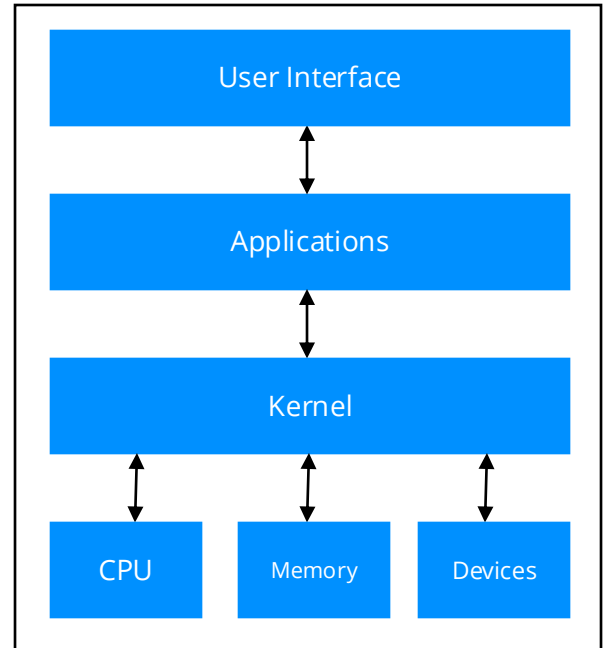 User Interface
Applications
Kernel
CPU
Memory
Devices